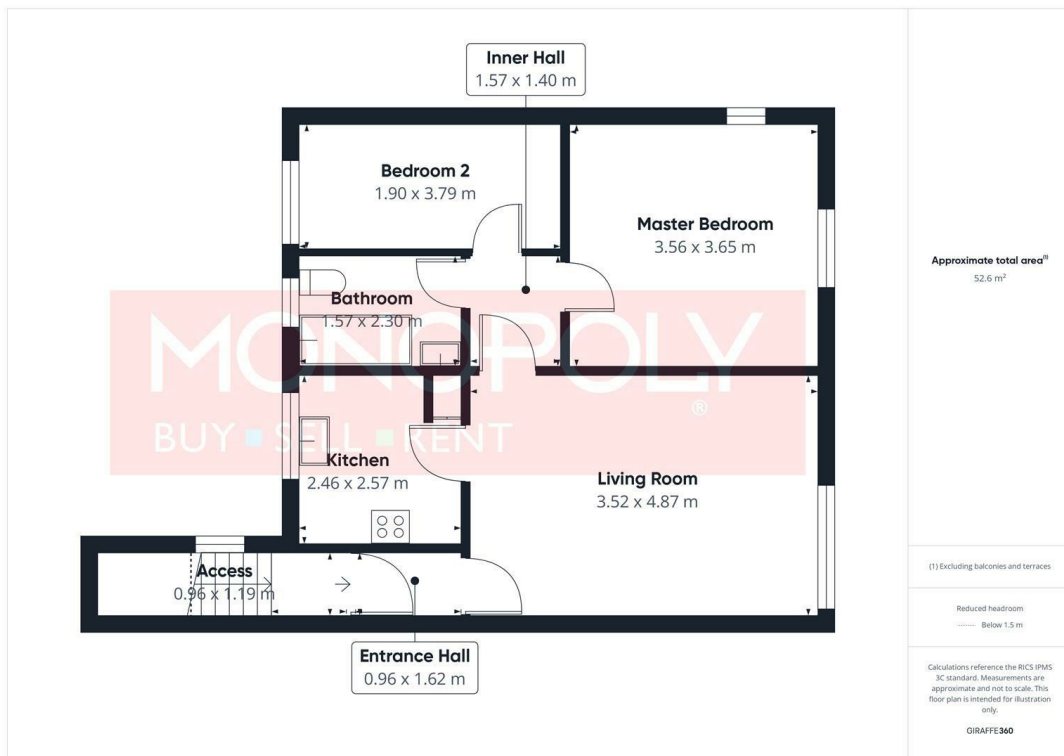 Inner Hall
1.57 x 1.40 m
Bedroom 2
1.90 x 3.79 m
Master Bedroom
3.56 x 3.65 m
Bathroom
1.57 x 2.30 m
MONOPOLY
®
BUY ■ SELL ■ RENT
Kitchen
2.46 x 2.57 m
Living Room
3.52 x 4.87 m
Access
0.96 x 1.19 m
Entrance Hall
0.96 x 1.62 m
Approximate total area⁽¹⁾
52.6 m²
(1) Excluding balconies and terraces
Reduced headroom
........ Below 1.5 m
Calculations reference the RICS IPMS
3C standard. Measurements are
approximate and not to scale. This
floor plan is intended for illustration
only.
GIRAFFE360